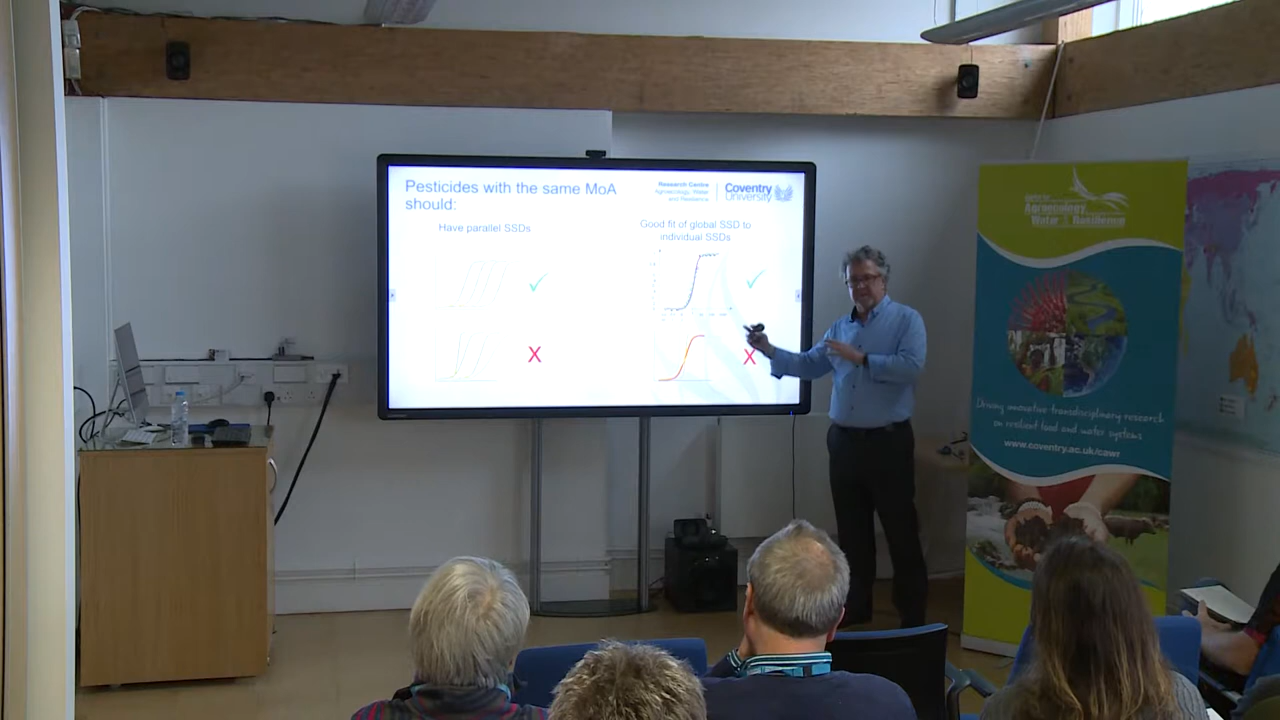 Pesticides with the same MoA
should:
Research Centre
Agroecology, Water
and Resilience
Coventry
University
Have parallel SSDs
Good fit of global SSD to
individual SSDs
X
X
Agroecology
Water & Resilience
Driving innovative transdisciplinary research
on resilient food and water systems
www.coventry.ac.uk/cawr